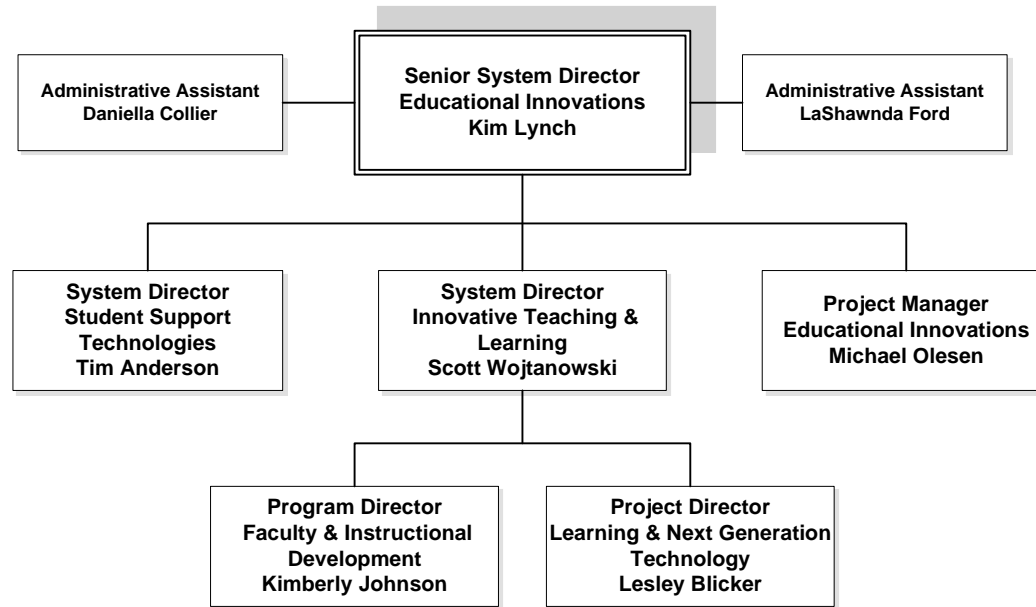 Administrative Assistant
Daniella Collier
Senior System Director
Educational Innovations
Kim Lynch
Administrative Assistant
LaShawnda Ford
System Director
Student Support
Technologies
Tim Anderson
System Director
Innovative Teaching &
Learning
Scott Wojtanowski
Project Manager
Educational Innovations
Michael Olesen
Program Director
Faculty & Instructional
Development
Kimberly Johnson
Project Director
Learning & Next Generation
Technology
Lesley Blicker